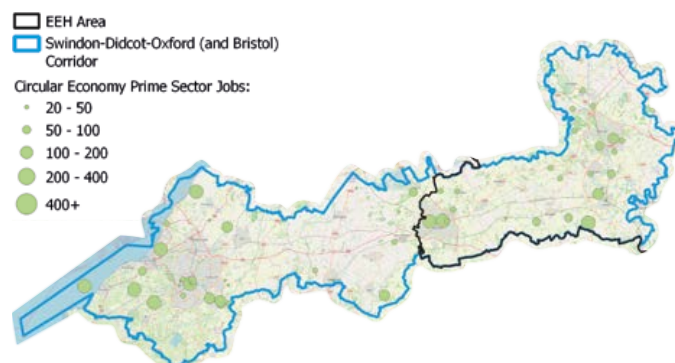 EEH Area
Swindon-Didcot-Oxford (and Bristol)
Corridor
Circular Economy Prime Sector Jobs:
20 - 50
50 - 100
100 - 200
200 - 400
400+